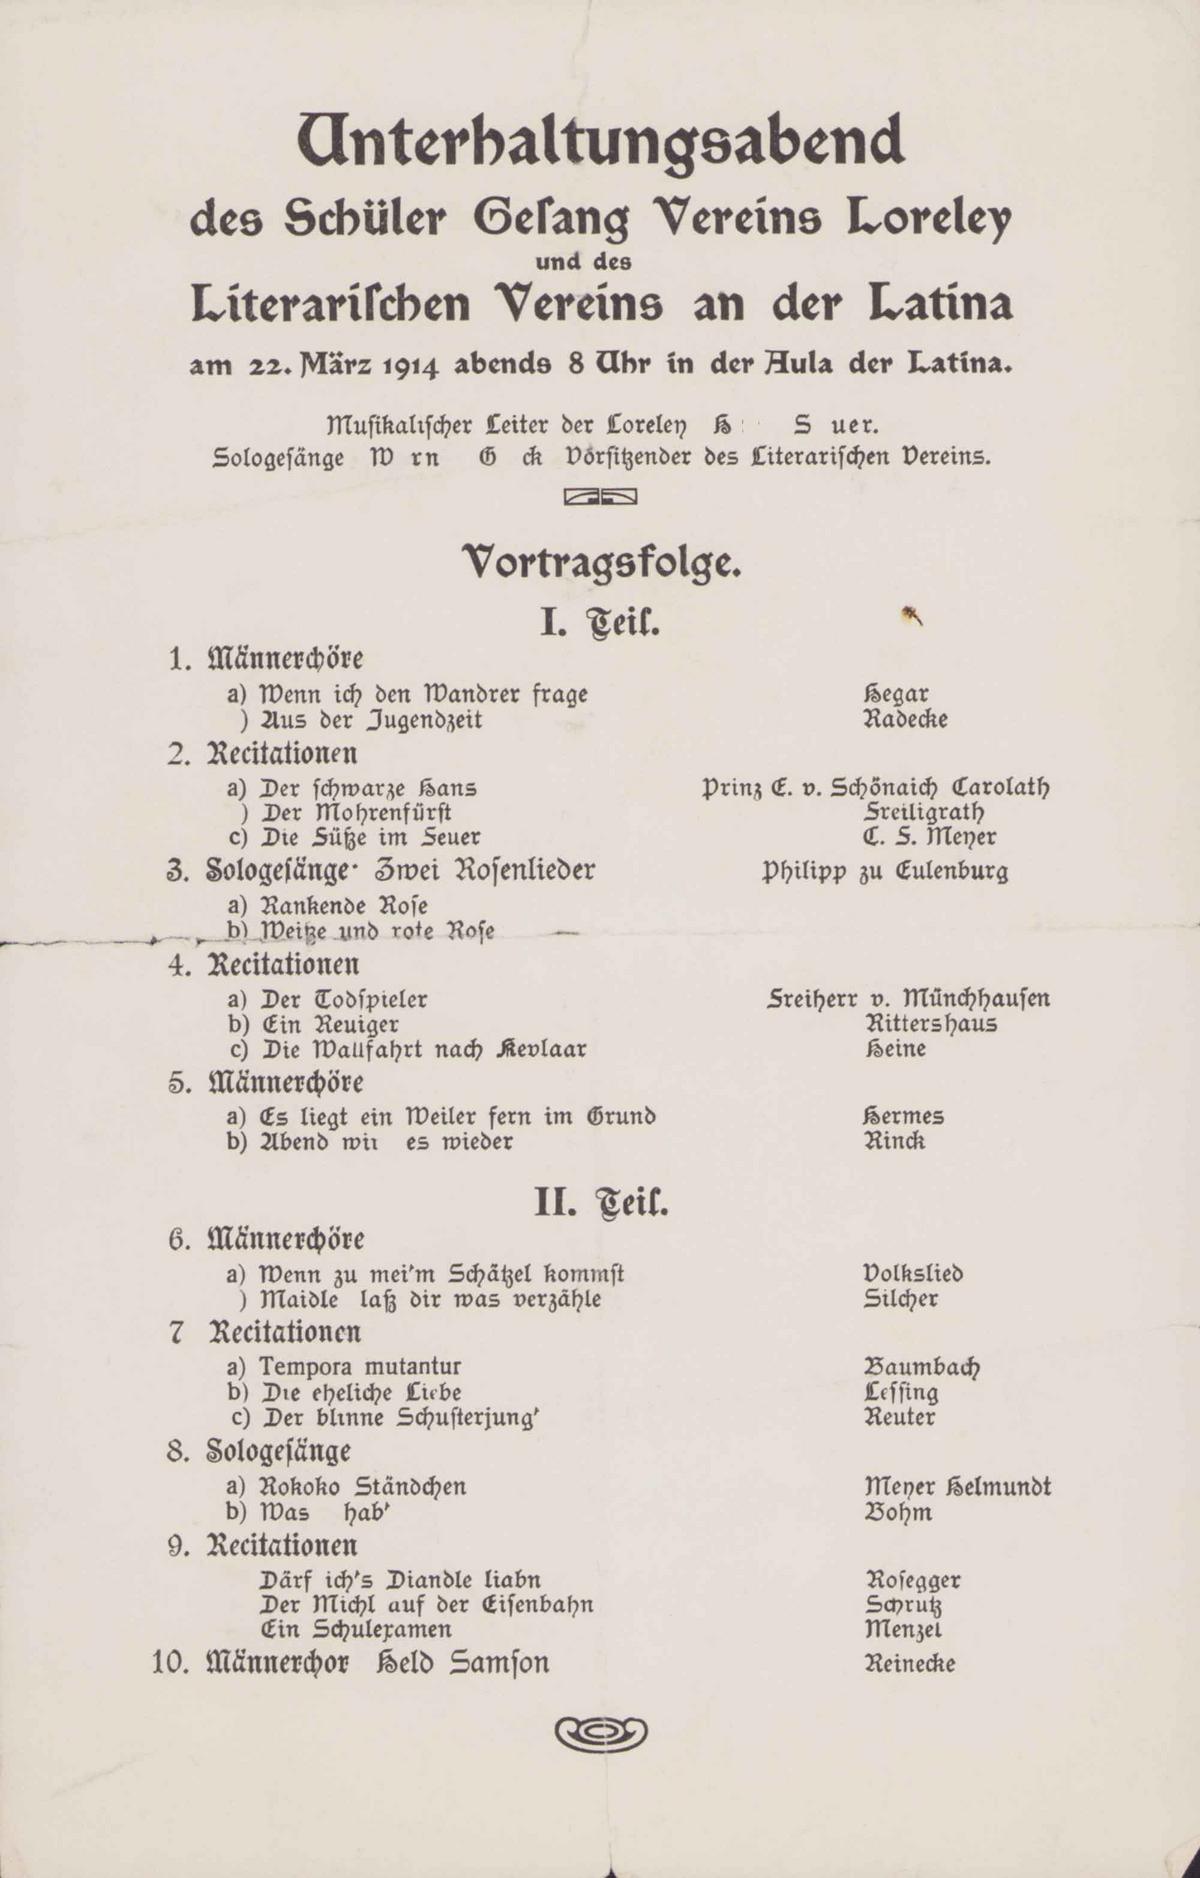 Unterhaltungsabend
des Schüler Geſang Vereins Loreley
und des
Literariſchen Vereins an der Latina
am 22. März 1914 abends 8 Uhr in der Aula der Latina.
Muſikaliſcher Leiter der Loreley
Sologeſänge Vorſitzender des Literariſchen Vereins.
Vortragsfolge.
I. Teil.
1. Männerchöre
a) Wenn ich den Wandrer frage Hegar
) Aus der Jugendzeit Radecke
2. Recitationen
a) Der ſchwarze Hans Prinz E. v. Schönaich Carolath
) Der Mohrenfürſt Freiligrath
c) Die Füße im Feuer C. F. Meyer
3. Sologeſänge· Zwei Roſenlieder Philipp zu Eulenburg
a) Rankende Roſe
b) Weiße und rote Roſe
4. Recitationen
a) Der Todſpieler Freiherr v. Münchhauſen
b) Ein Reuiger Rittershaus
c) Die Wallfahrt nach Kevlaar Heine
5. Männerchöre
a) Es liegt ein Weiler fern im Grund Hermes
b) Abend es wieder Rinck
II. Teil.
6. Männerchöre
a) Wenn zu mei'm Schätzel kommſt Volkslied
) Maidle laß dir was verzähle Silcher
7 Recitationen
a) Tempora mutantur Baumbach
b) Die eheliche Liebe Leſſing
c) Der blinne Schuſterjung' Reuter
8. Sologeſänge
a) Rokoko Ständchen Meyer Helmundt
b) Was hab' Bohm
9. Recitationen
Därf ich's Diandle liabn Roſegger
Der Michl auf der Eiſenbahn
Ein Schulexamen Menzel
10. Männerchor Held Samſon Reinecke